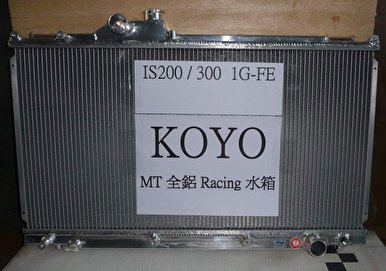 IS200 / 300 1G-FE
KOYO
MT 全鋁 Racing 水箱